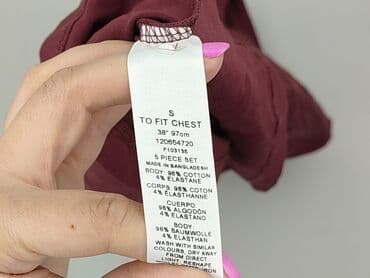 S
TO FIT CHEST
38" 97cm
120654720
F103136
5 PIECE SET
MADE IN BANGLADESH
BODY: 96% COTTON
4% ELASTANE
CORPS: 96% COTON
4% ELASTHANNE
CUERPO
96% ALGODÓN
4% ELASTANO
BODY:
96% BAUMWOLLE
4% ELASTHAN
WASH WITH SIMILAR
COLOURS, DRY AWAY
FROM DIRECT
LIGHT, RESHAPE